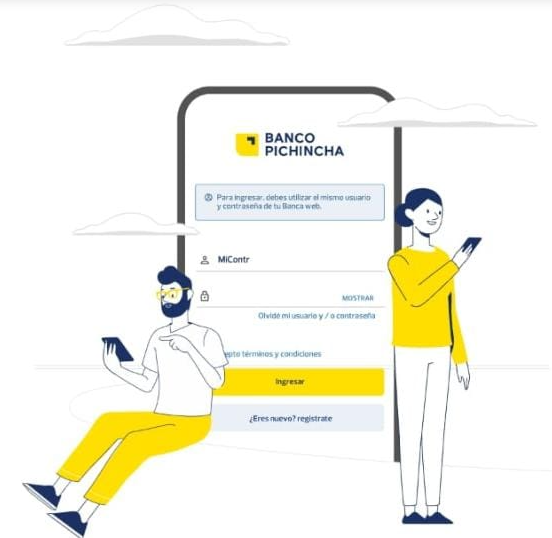 BANCO
PICHINCHA
Para ingresar, debes utilizar el mismo usuario
y contraseña de tu Banca web.
MiContr
MOSTRAR
Olvidé mi usuario y / o contraseña
epto términos y condiciones
Ingresar
¿Eres nuevo? regístrate